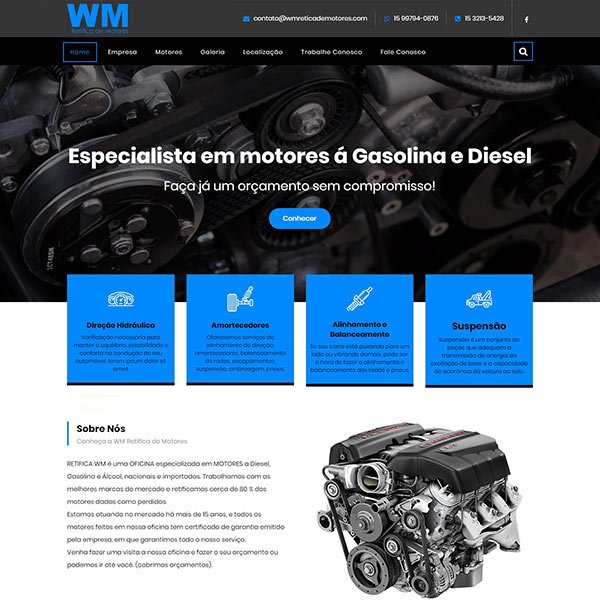 WM
Retífica de Motores
contato@wmreticademotores.com
15 99794-0876
15 3213-5428
Home
Empresa
Motores
Galeria
Localização
Trabalhe Conosco
Fale Conosco
Especialista em motores á Gasolina e Diesel
Faça já um orçamento sem compromisso!
Conhecer
Direção Hidráulica
Verificação necessária para
manter o equilíbrio, estabilidade e
conforto na condução do seu
automóvel. lorem ipsum dolor sit
amet
Amortecedores
Oferecemos serviços de
alinhamento de direção,
amortecedores, balanceamento
de rodas, escapamentos,
suspensão, embreagem, pneus
Alinhamento e
Balanceamento
Se seu carro está puxando para um
lado ou vibrando demais, pode ser
a hora de fazer o alinhamento e
balanceamento das rodas e pneus.
Suspensão
Suspensão é um conjunto de
peças que adequam a
transmissão de energia da
excitação de base e a capacidade
de aderência do veículo ao solo.
Sobre Nós
Conheça a WM Retifica de Motores
RETIFICA WM é uma OFICINA especializada em MOTORES a Diesel,
Gasolina e Álcool, nacionais e importados. Trabalhamos com as
melhores marcas do mercado e retificamos cerca de 80 % dos
motores dados como perdidos.
Estamos atuando no mercado há mais de 15 anos, e todos os
motores feitos em nossa oficina tem certificado de garantia emitide
pela empresa, em que garantimos todo o nosso serviço.
Venha fazer uma visita a nossa oficina e fazer o seu orçamento ou
podemos ir até você. (cobrimos orçamentos).